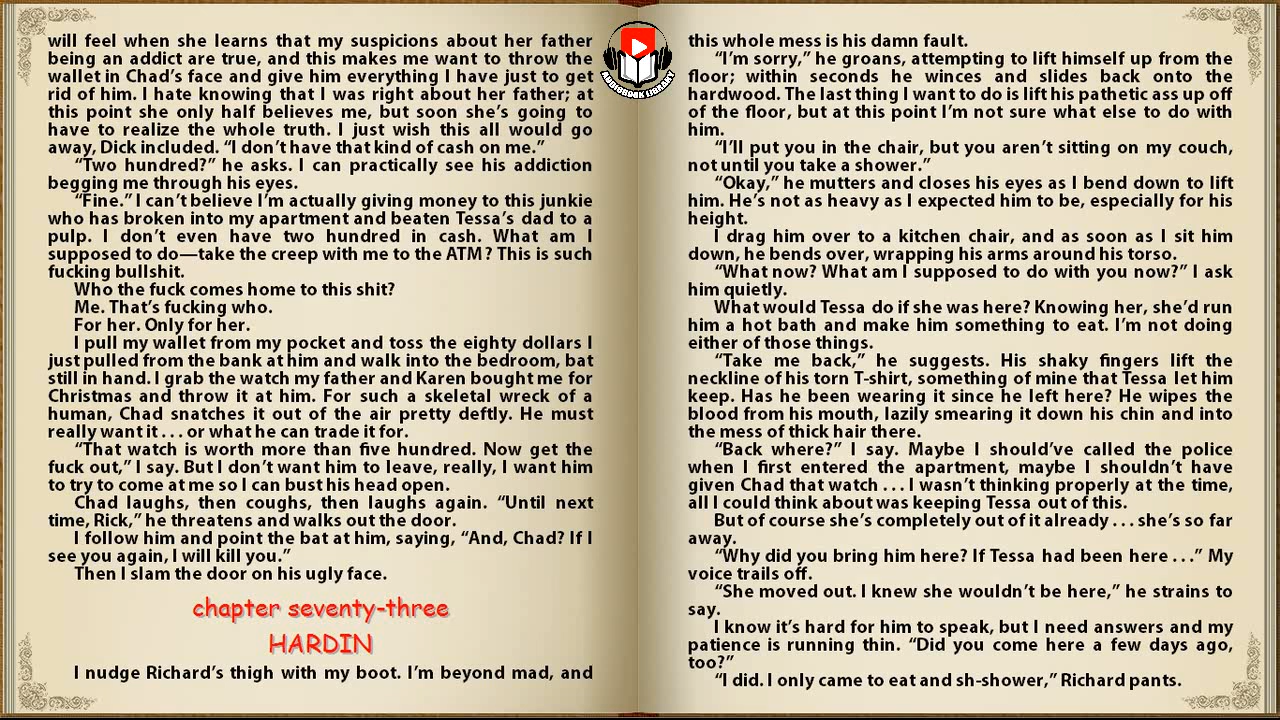 will feel when she learns that my suspicions about her father
being an addict are true, and this makes me want to throw the
wallet in Chad’s face and give him everything I have just to get
rid of him. I hate knowing that I was right about her father; at
this point she only half believes me, but soon she’s going to
have to realize the whole truth. I just wish this all would go
away, Dick included. “I don’t have that kind of cash on me.”
“Two hundred?” he asks. I can practically see his addiction
begging me through his eyes.
“Fine.” I can’t believe I’m actually giving money to this junkie
who has broken into my apartment and beaten Tessa’s dad to a
pulp. I don’t even have two hundred in cash. What am I
supposed to do—take the creep with me to the ATM? This is such
fucking bullshit.
Who the fuck comes home to this shit?
Me. That’s fucking who.
For her. Only for her.
I pull my wallet from my pocket and toss the eighty dollars I
just pulled from the bank at him and walk into the bedroom, bat
still in hand. I grab the watch my father and Karen bought me for
Christmas and throw it at him. For such a skeletal wreck of a
human, Chad snatches it out of the air pretty deftly. He must
really want it . . . or what he can trade it for.
“That watch is worth more than five hundred. Now get the
fuck out,” I say. But I don’t want him to leave, really, I want him
to try to come at me so I can bust his head open.
Chad laughs, then coughs, then laughs again. “Until next
time, Rick,” he threatens and walks out the door.
I follow him and point the bat at him, saying, “And, Chad? If I
see you again, I will kill you.”
Then I slam the door on his ugly face.
chapter seventy-three
HARDIN
I nudge Richard’s thigh with my boot. I’m beyond mad, and
AUDIOBOOK LIBRARY
this whole mess is his damn fault.
“I’m sorry,” he groans, attempting to lift himself up from the
floor; within seconds he winces and slides back onto the
hardwood. The last thing I want to do is lift his pathetic ass up off
of the floor, but at this point I’m not sure what else to do with
him.
“I’ll put you in the chair, but you aren’t sitting on my couch,
not until you take a shower.”
“Okay,” he mutters and closes his eyes as I bend down to lift
him. He’s not as heavy as I expected him to be, especially for his
height.
I drag him over to a kitchen chair, and as soon as I sit him
down, he bends over, wrapping his arms around his torso.
“What now? What am I supposed to do with you now?” I ask
him quietly.
What would Tessa do if she was here? Knowing her, she’d run
him a hot bath and make him something to eat. I’m not doing
either of those things.
“Take me back,” he suggests. His shaky fingers lift the
neckline of his torn T-shirt, something of mine that Tessa let him
keep. Has he been wearing it since he left here? He wipes the
blood from his mouth, lazily smearing it down his chin and into
the mess of thick hair there.
“Back where?” I say. Maybe I should’ve called the police
when I first entered the apartment, maybe I shouldn’t have
given Chad that watch . . . I wasn’t thinking properly at the time,
all I could think about was keeping Tessa out of this.
But of course she’s completely out of it already . . . she’s so far
away.
“Why did you bring him here? If Tessa had been here . . .” My
voice trails off.
“She moved out. I knew she wouldn’t be here,” he strains to
say.
I know it’s hard for him to speak, but I need answers and my
patience is running thin. “Did you come here a few days ago,
too?”
“I did. I only came to eat and sh-shower,” Richard pants.